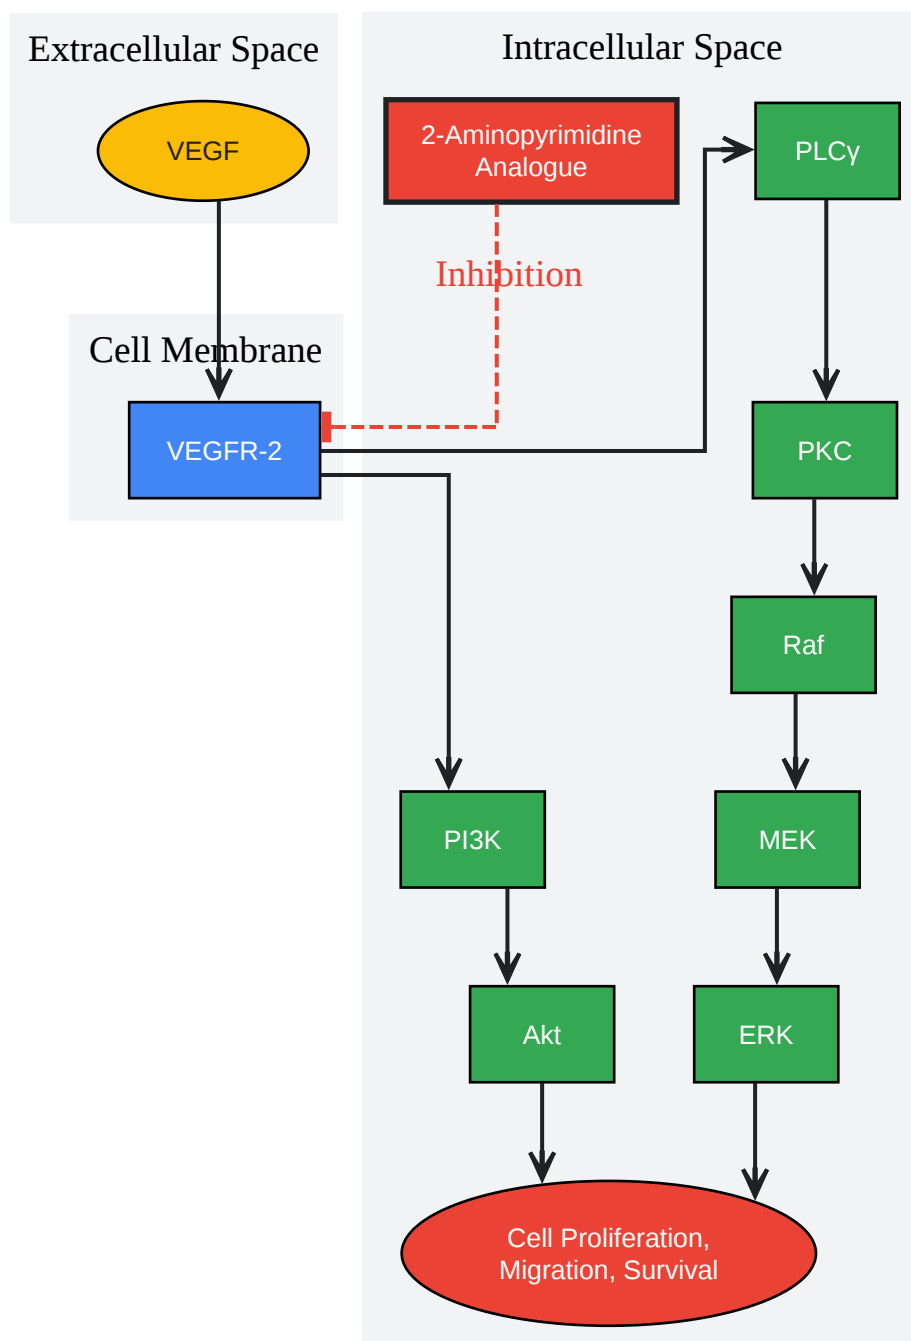 Extracellular Space
Intracellular Space
VEGF
2-Aminopyrimidine
Analogue
PLCγ
Inhibition
Cell Membrane
VEGFR-2
PKC
Raf
PI3K
MEK
Akt
ERK
Cell Proliferation,
Migration, Survival